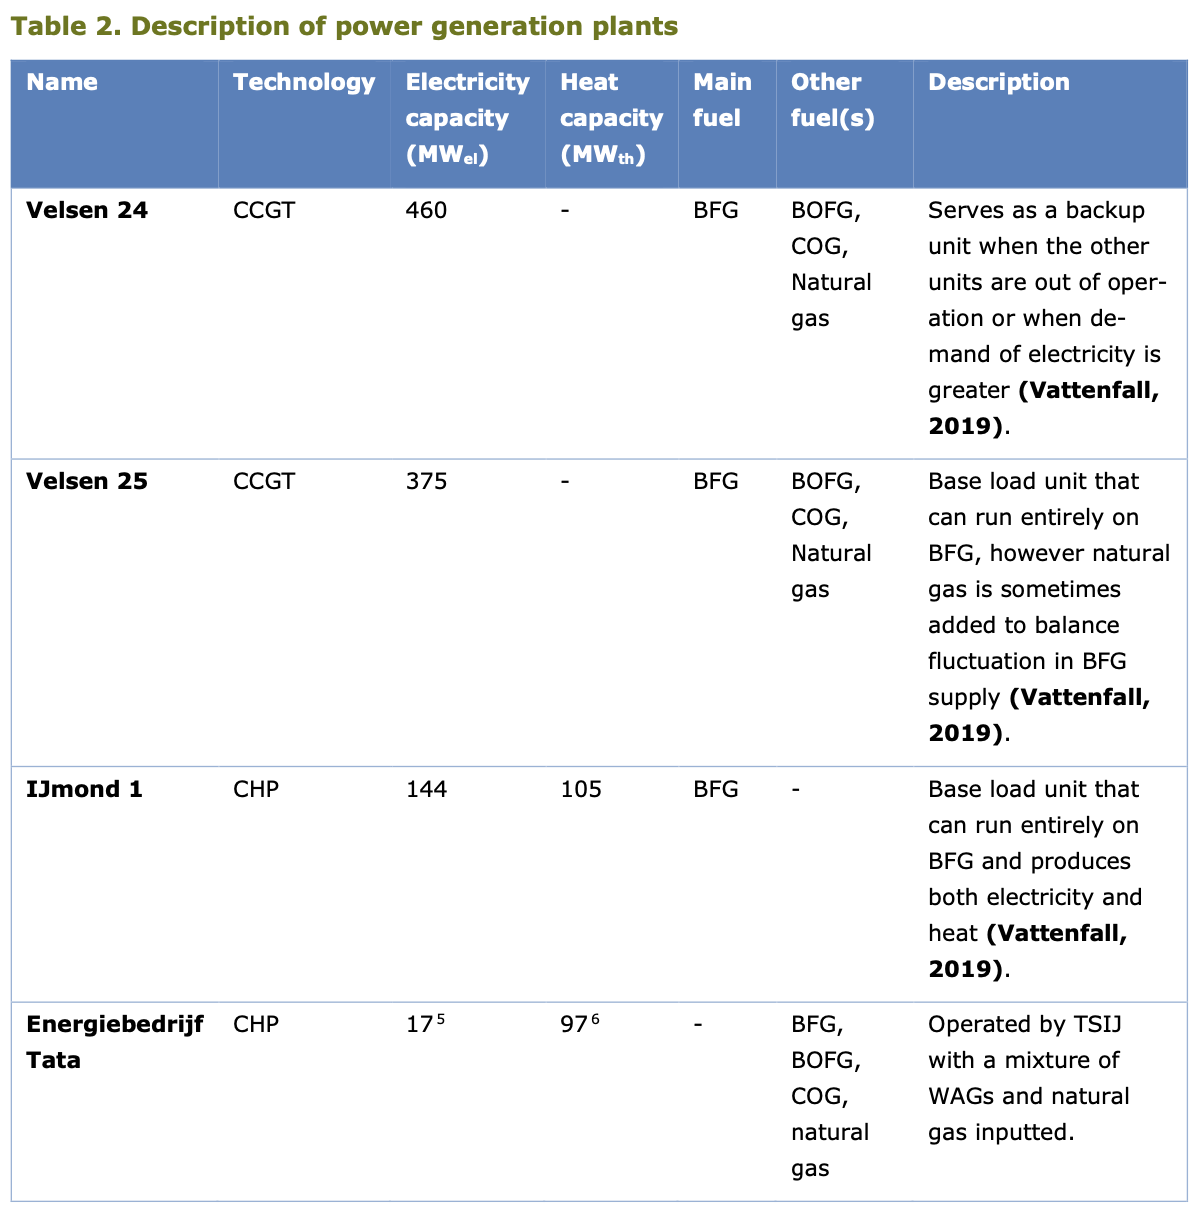 Table 2. Description of power generation plants
Name Technology Electricity capacity (MWel) Heat capacity (MWth) Main fuel Other fuel(s) Description
Velsen 24 CCGT 460 - BFG BOFG, Serves as a backup
COG, unit when the other
Natural units are out of oper-
gas ation or when de-
mand of electricity is
greater (Vattenfall,
2019).
Velsen 25 CCGT 375 - BFG BOFG, Base load unit that
COG, can run entirely on
Natural BFG, however natural
gas gas is sometimes
added to balance
fluctuation in BFG
supply (Vattenfall,
2019).
IJmond 1 CHP 144 105 BFG - Base load unit that
can run entirely on
BFG and produces
both electricity and
heat (Vattenfall,
2019).
Energiebedrijf CHP 17 5 97 6 - BFG, Operated by TSIJ
Tata BOFG, with a mixture of
COG, WAGs and natural
natural gas inputted.
gas